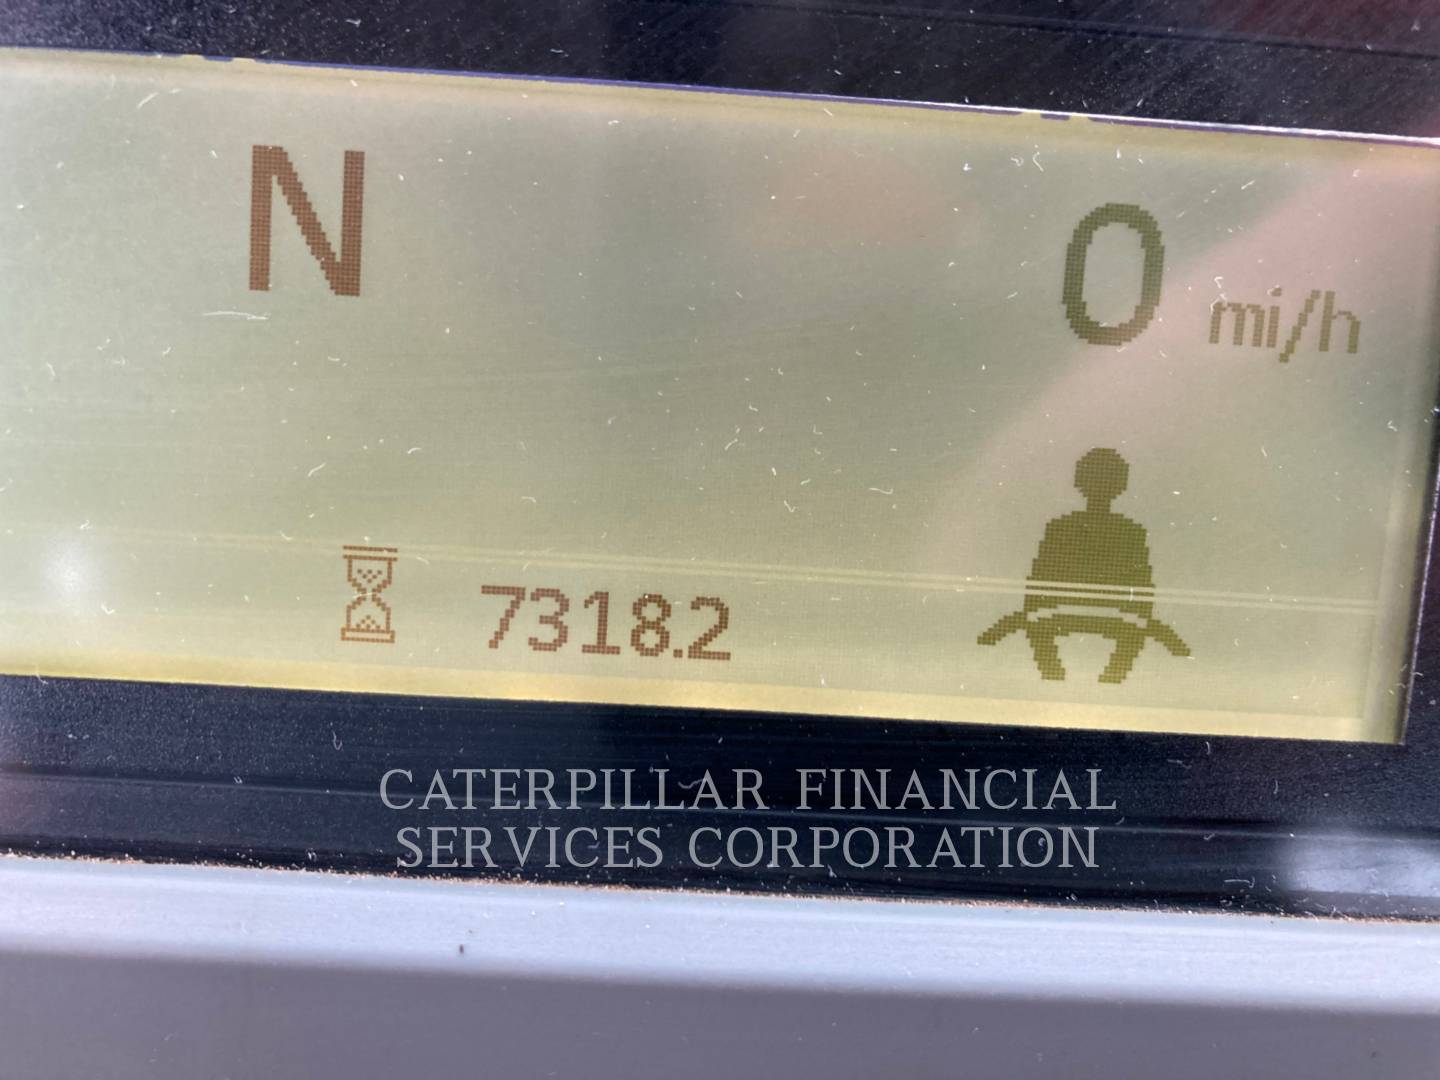 N
0 mi/h
7318.2
CATERPILLAR FINANCIAL
SERVICES CORPORATION